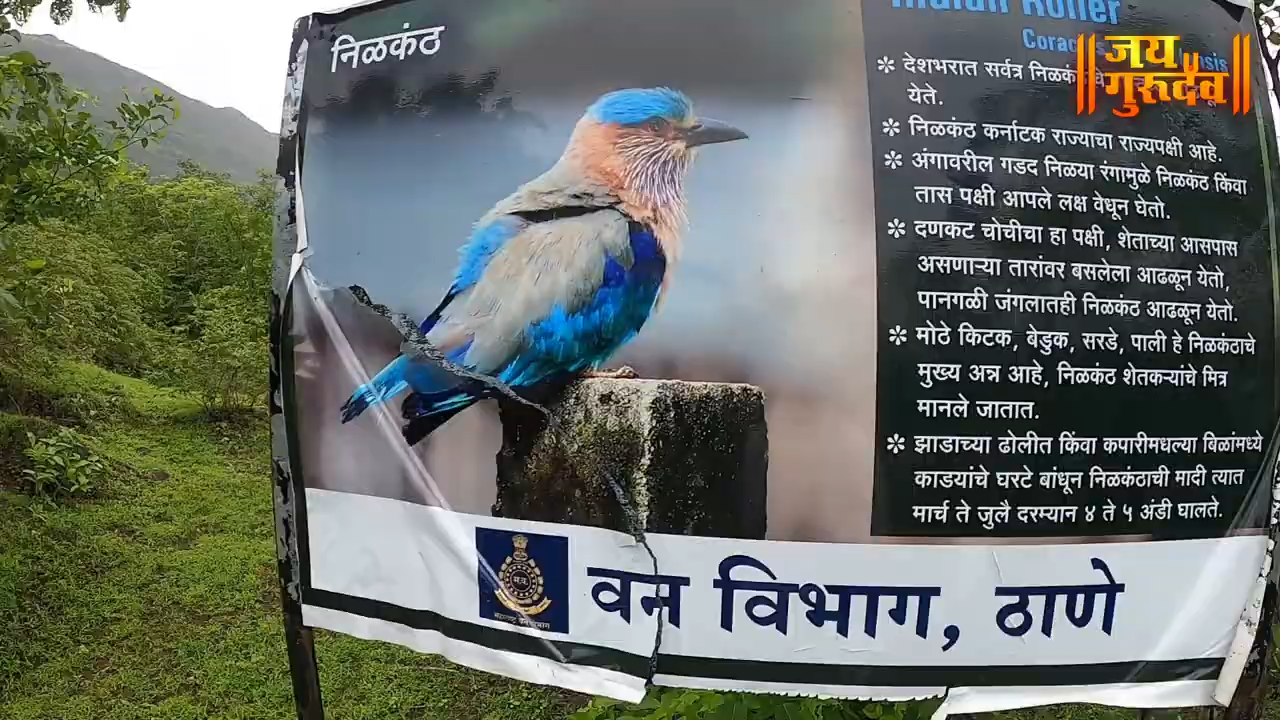 निळकंठ
Indian Roller
जय
गुरूदेव
✼ देशभरात सर्वत्र
येते.
✼ निळकंठ कर्नाटक राज्याचा राज्यपक्षी आहे.
✼ अंगावरील गडद निळया रंगामुळे निळकंठ किंवा
तास पक्षी आपले लक्ष वेधून घेतो.
✼ दणकट चोचीचा हा पक्षी, शेताच्या आसपास
असणाऱ्या तारांवर बसलेला आढळून येतो,
पानगळी जंगलातही निळकंठ आढळून येतो.
✼ मोठे किटक, बेडुक, सरडे, पाली हे निळकंठाचे
मुख्य अन्न आहे, निळकंठ शेतकऱ्यांचे मित्र
मानले जातात.
✼ झाडाच्या ढोलीत किंवा कपारीमधल्या बिळांमध्ये
काडयांचे घरटे बांधून निळकंठाची मादी त्यात
मार्च ते जुलै दरम्यान ४ ते ५ अंडी घालते.
वन विभाग, ठाणे